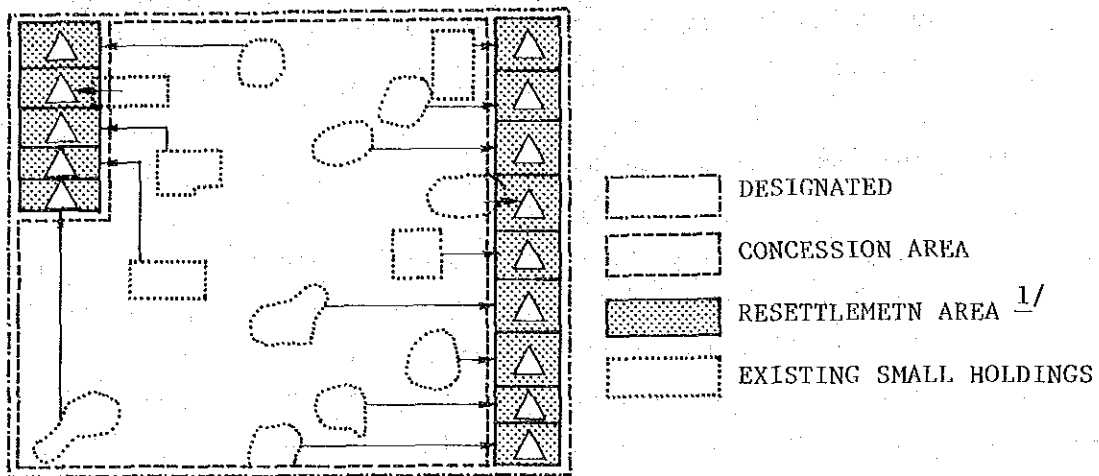 DESIGNATED
CONCESSION AREA
RESETTLEMETN AREA 1/
EXISTING SMALL HOLDINGS